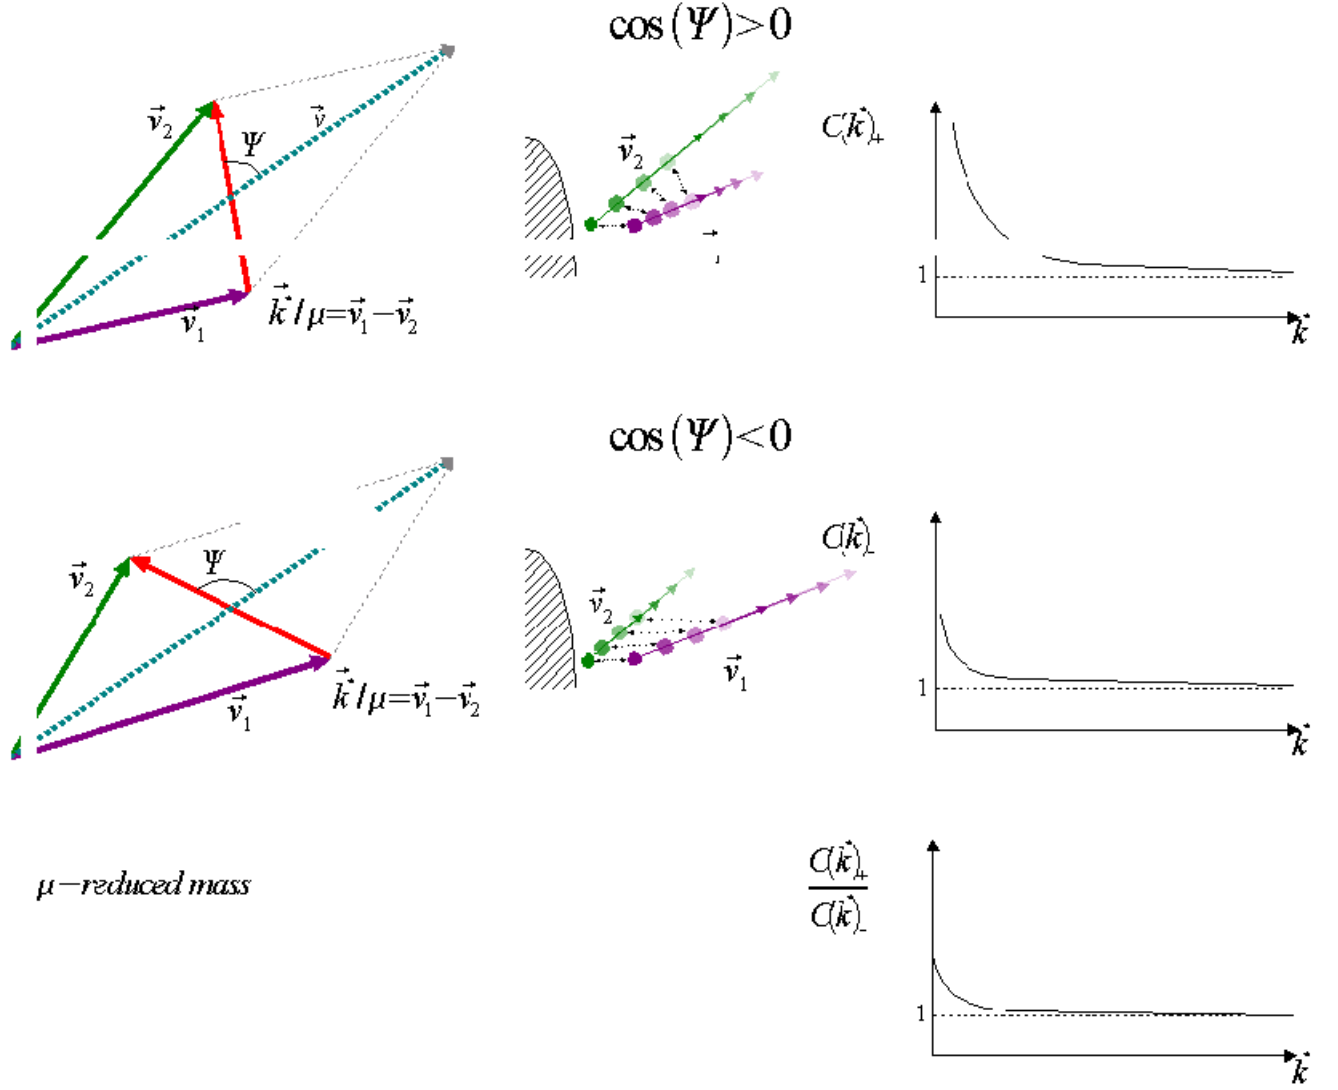 cos(Ψ)>0
v⃗₂
Ψ
v⃗
v⃗₁
k⃗*/μ=v⃗₁−v⃗₂
v⃗₂
C(k⃗*)₊
1
k⃗*
cos(Ψ)<0
v⃗₂
Ψ
v⃗₁
k⃗*/μ=v⃗₁−v⃗₂
v⃗₂
v⃗₁
C(k⃗*)₋
1
k⃗*
μ−reduced mass
C(k⃗*)₊
C(k⃗*)₋
1
k⃗*